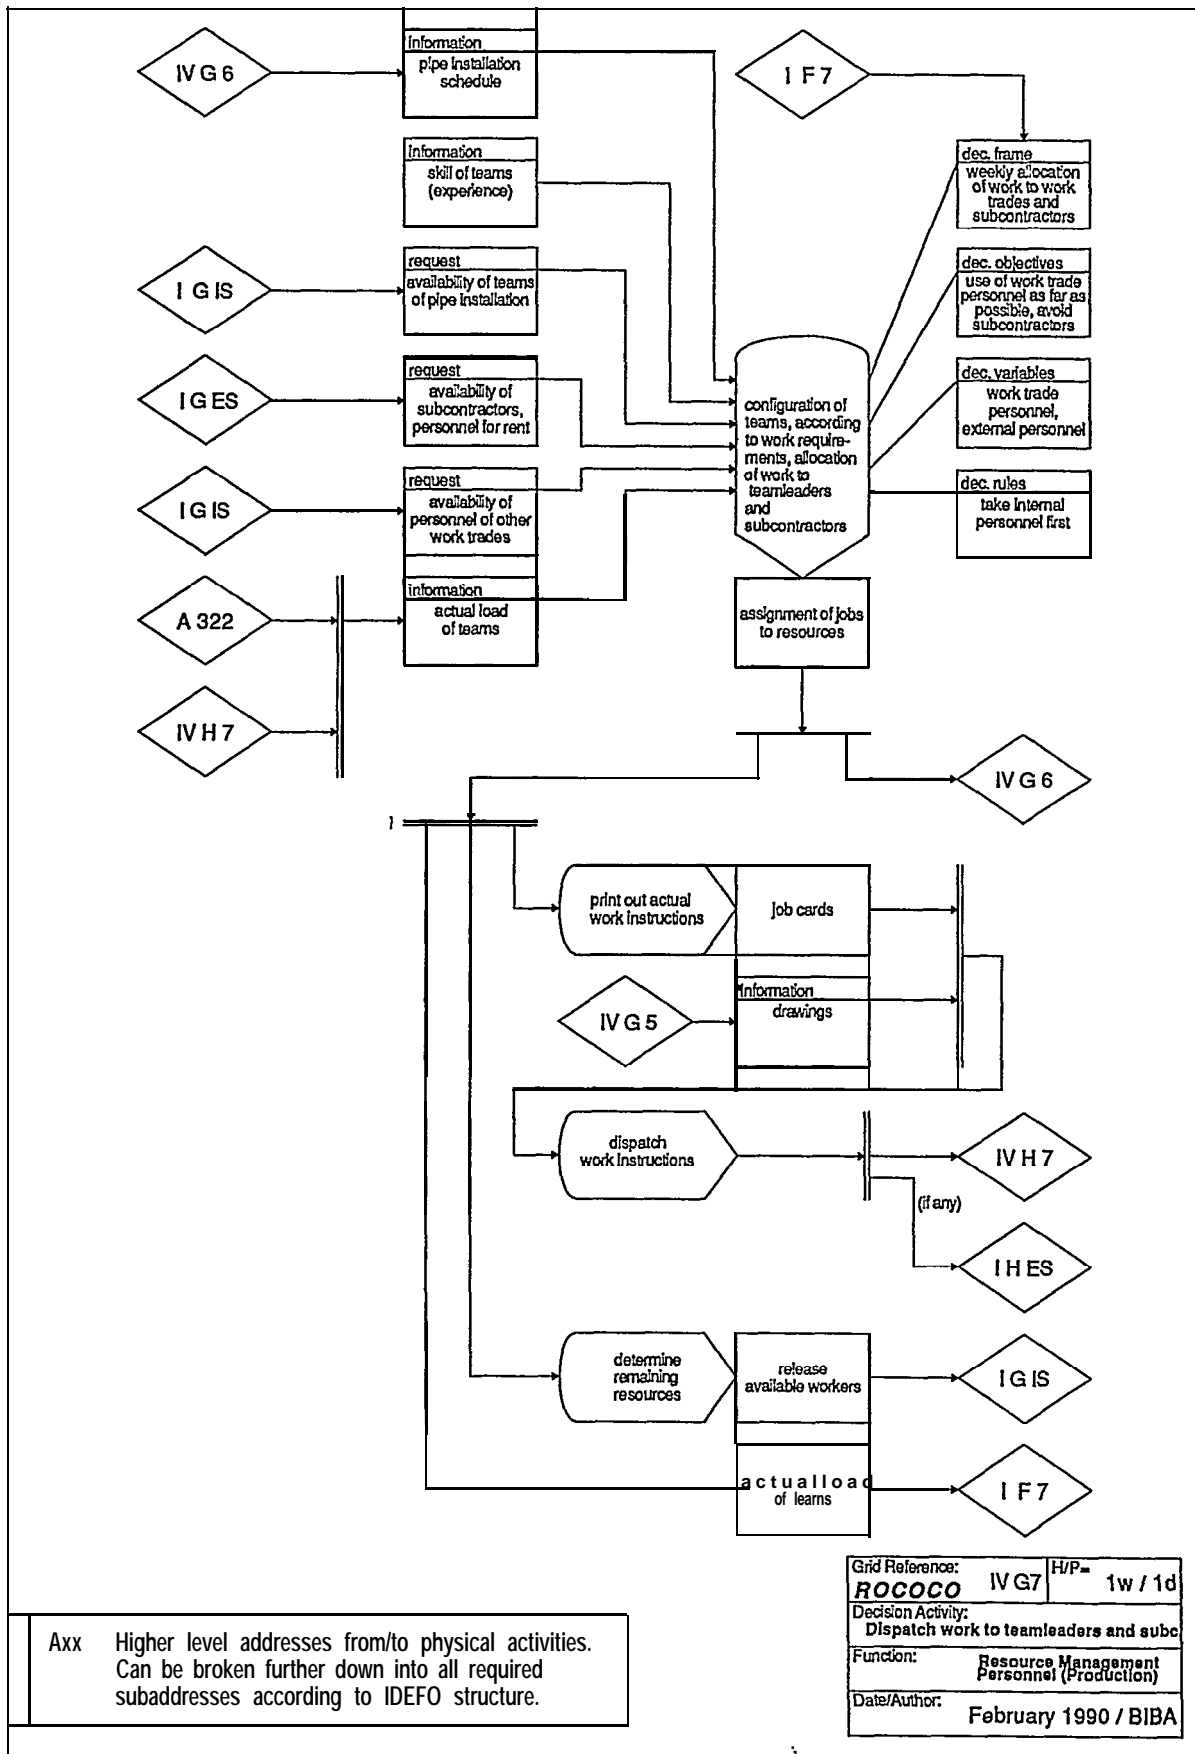 information
IV G 6
pipe installation
schedule
I F 7
information
skill of teams
(experience)
dec. frame
weekly allocation
of work to work
trades and
subcontractors
I G IS
request
availability of teams
of pipe installation
dec. objectives
use of work trade
personnel as far as
possible, avoid
subcontractors
I G ES
request
availability of
subcontractors,
personnel for rent
dec. variables
work trade
personnel,
external personnel
configuration of
teams, according
to work require-
ments, allocation
of work to
teamleaders
and
subcontractors
I G IS
request
availability of
personnel of other
work trades
dec. rules
take internal
personnel first
A 322
information
actual load
of teams
assignment of jobs
to resources
IV H 7
IV G 6
print out actual
work instructions
job cards
IV G 5
Information
drawings
dispatch
work instructions
IV H 7
(if any)
I H ES
determine
remaining
resources
release
available workers
I G IS
actualload
of learns
I F 7
Grid Reference:
ROCOCO IV G7
H/P= 1w / 1d
Decision Activity:
Dispatch work to teamleaders and subc
Function: Resource Management
Personnel (Production)
Date/Author:
February 1990 / BIBA
Axx Higher level addresses from/to physical activities.
Can be broken further down into all required
subaddresses according to IDEFO structure.